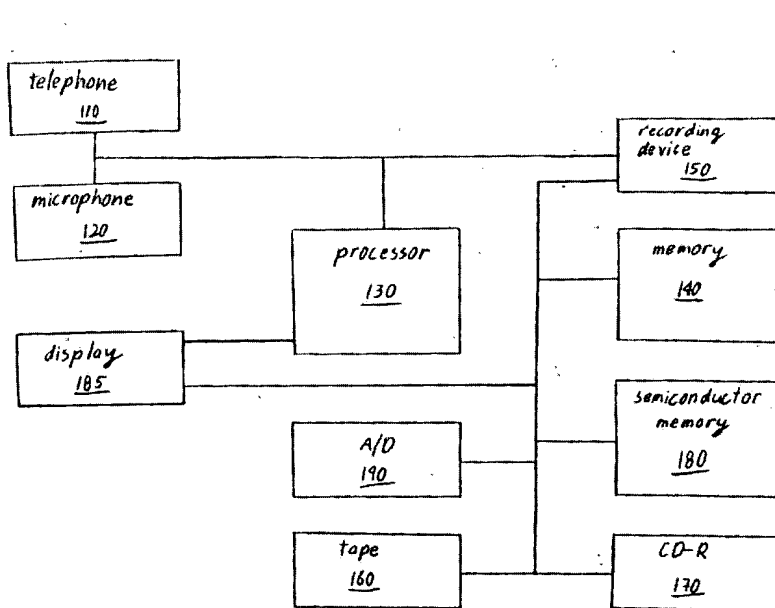 telephone
110
recording
device
150
microphone
120
processor
130
memory
140
display
185
semiconductor
memory
180
A/D
190
tape
160
CD-R
170